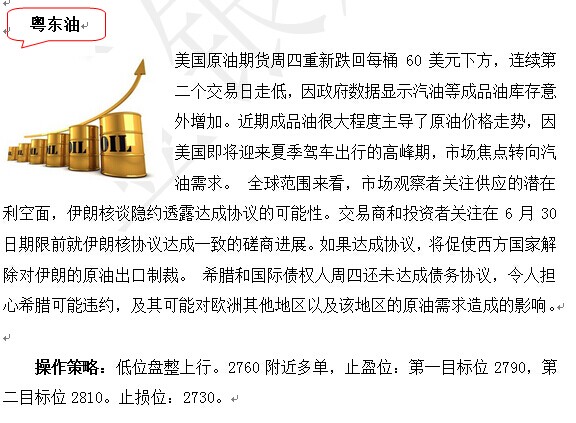 粤东油
美国原油期货周四重新跌回每桶 60 美元下方，连续第
二个交易日走低，因政府数据显示汽油等成品油库存意
外增加。近期成品油很大程度主导了原油价格走势，因
美国即将迎来夏季驾车出行的高峰期，市场焦点转向汽
油需求。 全球范围来看，市场观察者关注供应的潜在
利空面，伊朗核谈隐约透露达成协议的可能性。交易商和投资者关注在 6 月 30
日期限前就伊朗核协议达成一致的磋商进展。如果达成协议，将促使西方国家解
除对伊朗的原油出口制裁。 希腊和国际债权人周四还未达成债务协议，令人担
心希腊可能违约，及其可能对欧洲其他地区以及该地区的原油需求造成的影响。
操作策略：低位盘整上行。2760 附近多单，止盈位：第一目标位 2790，第
二目标位 2810。止损位：2730。
OIL
OIL
OIL
OIL
OIL
OIL